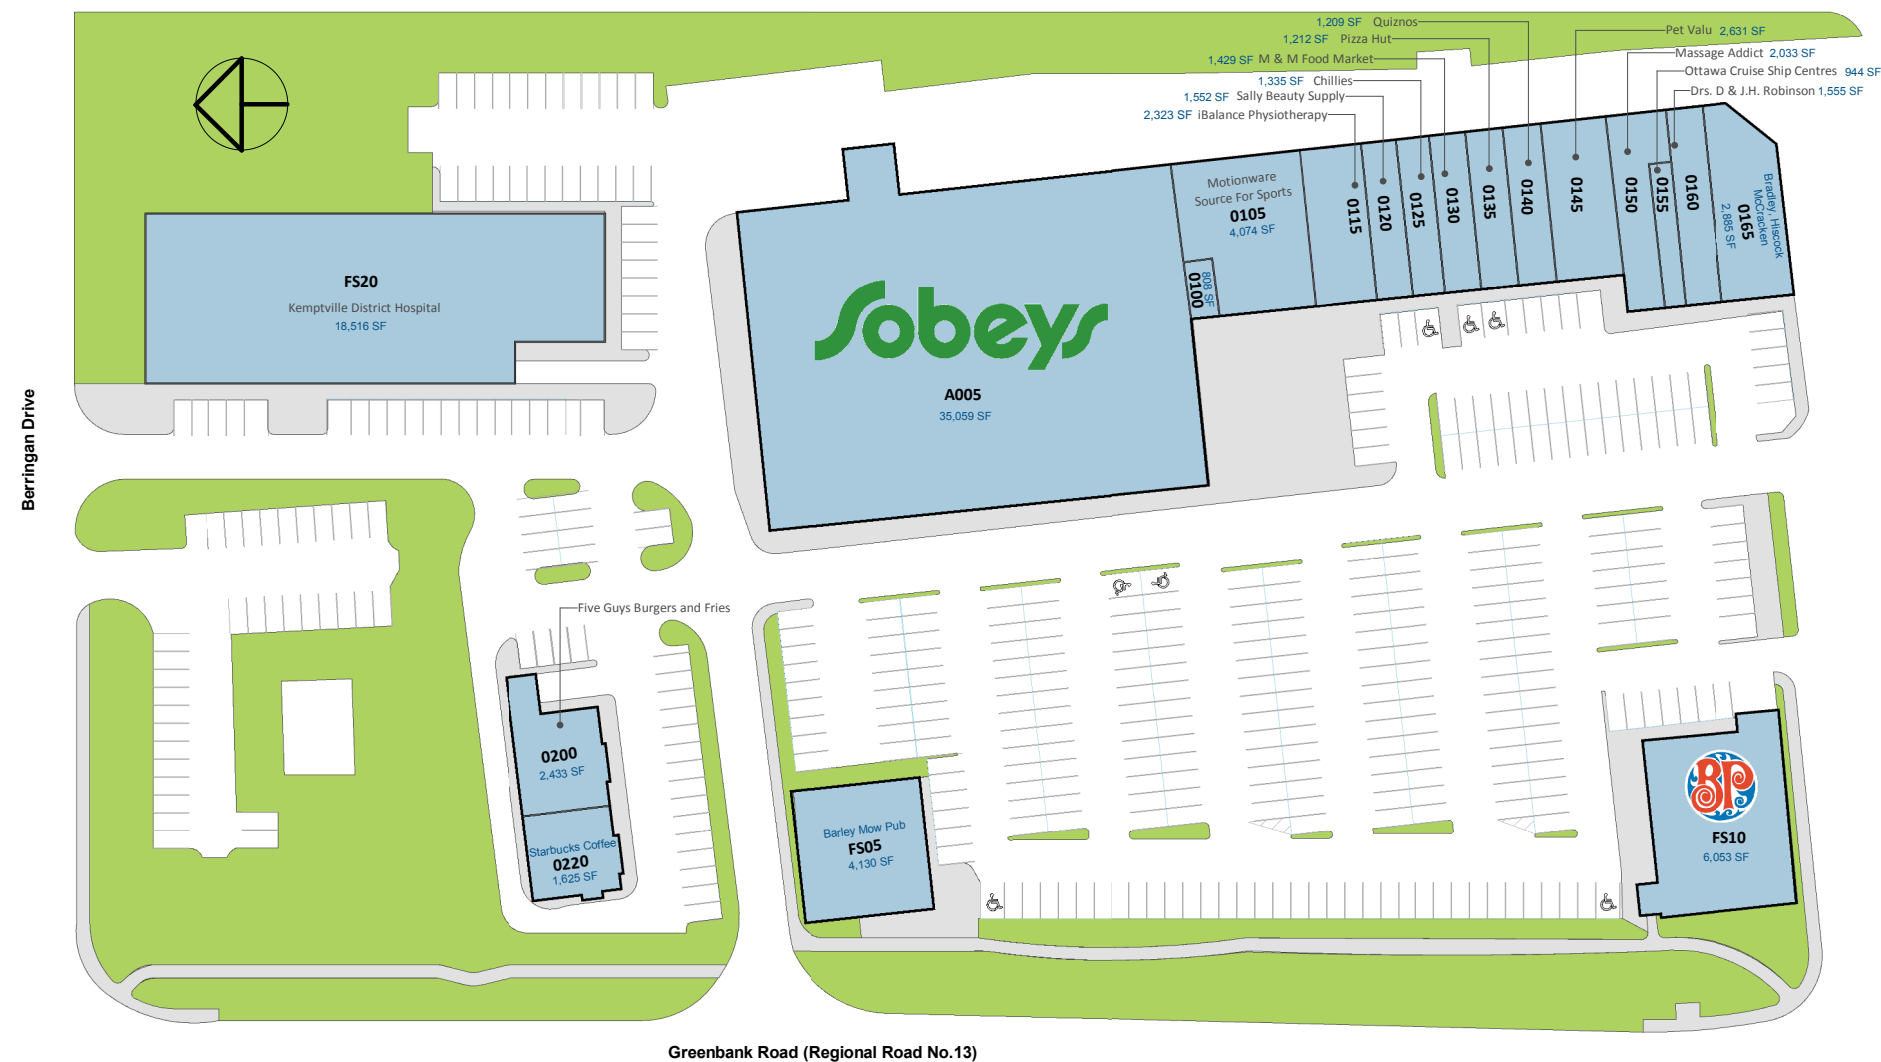 1,209 SF Quiznos
1,212 SF Pizza Hut
1,429 SF M & M Food Market
1,335 SF Chillies
1,552 SF Sally Beauty Supply
2,323 SF iBalance Physiotherapy
Pet Valu 2,631 SF
Massage Addict 2,033 SF
Ottawa Cruise Ship Centres 944 SF
Drs. D & J.H. Robinson 1,555 SF
Motionware
Source For Sports
0105
4,074 SF
0100
808 SF
0115
0120
0125
0130
0135
0140
0145
0150
0155
0160
Bradley, Hiscock
McCracken
0165
2,885 SF
FS20
Kemptville District Hospital
18,516 SF
Sobeys
A005
35,059 SF
Berringan Drive
Five Guys Burgers and Fries
0200
2,433 SF
Starbucks Coffee
0220
1,625 SF
Barley Mow Pub
FS05
4,130 SF
BP
FS10
6,053 SF
Greenbank Road (Regional Road No.13)